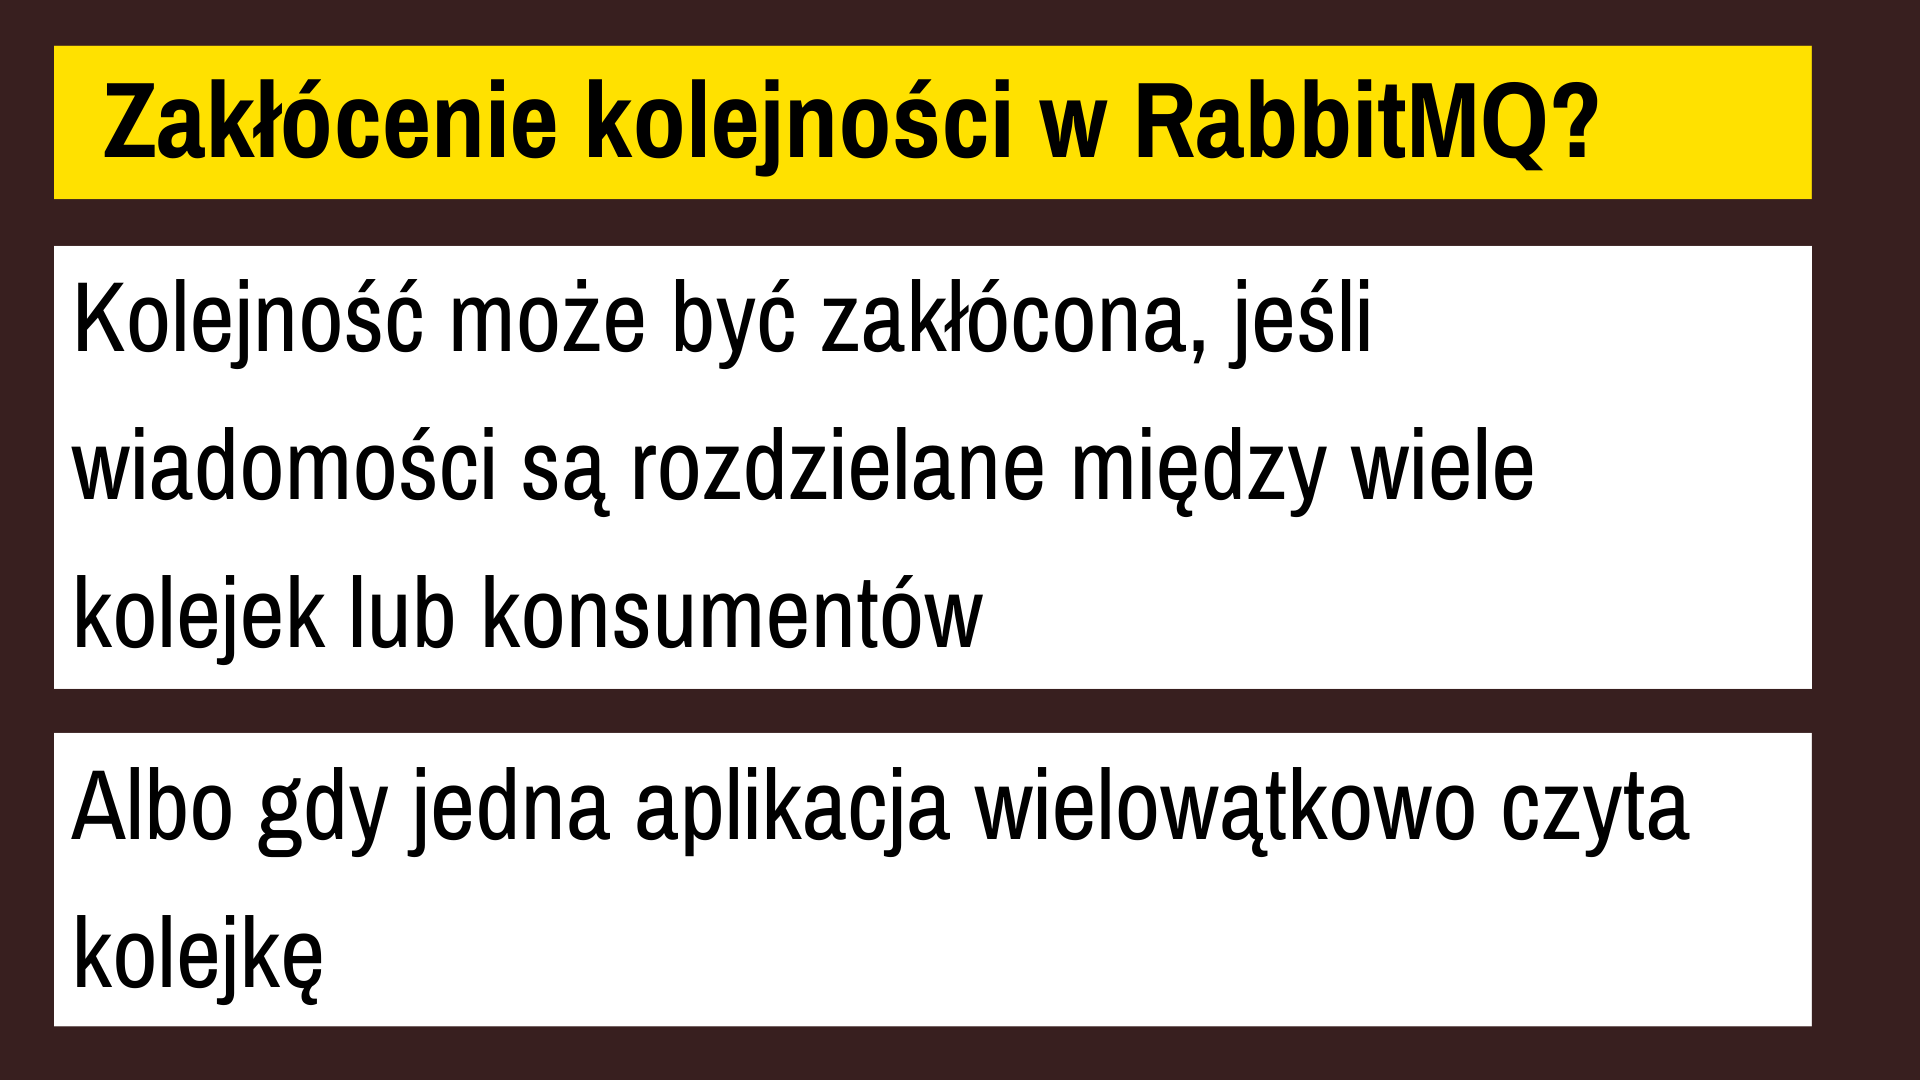 Zakłócenie kolejności w RabbitMQ?
Kolejność może być zakłócona, jeśli
wiadomości są rozdzielane między wiele
kolejek lub konsumentów
Albo gdy jedna aplikacja wielowątkowo czyta
kolejkę